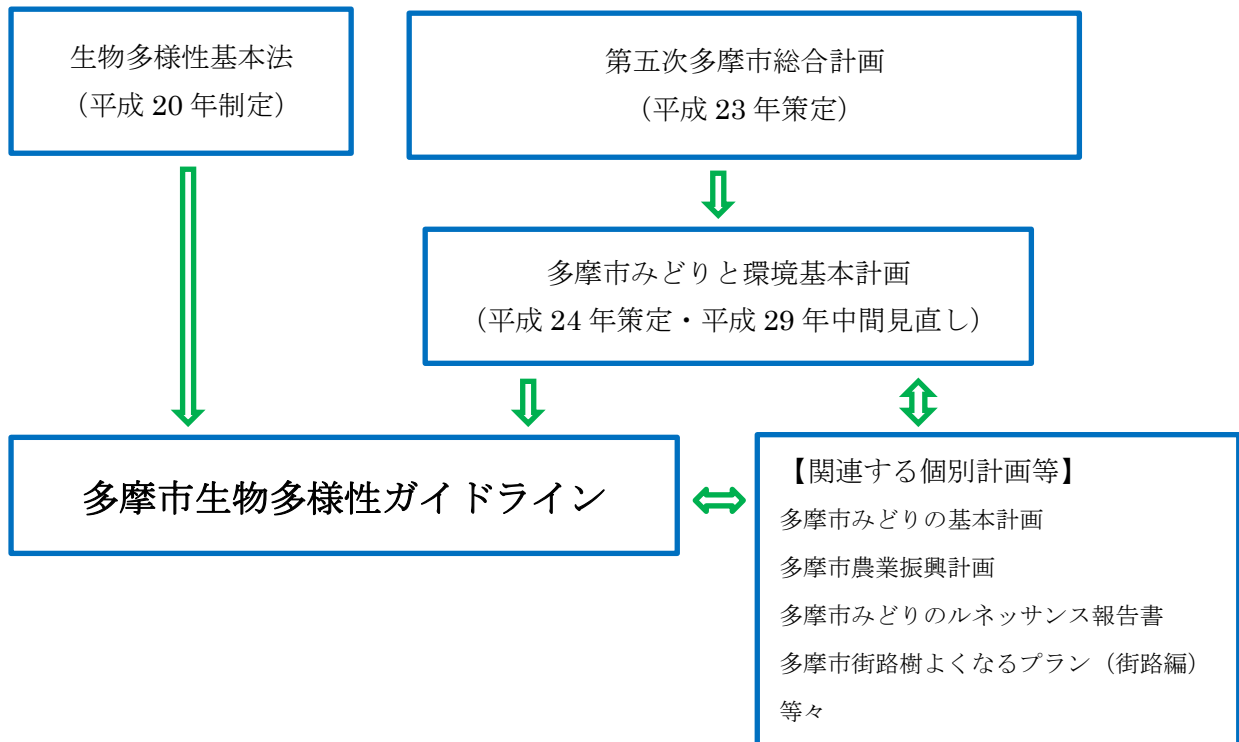 生物多様性基本法
(平成 20 年制定)
第五次多摩市総合計画
(平成 23 年策定)
多摩市みどりと環境基本計画
(平成 24 年策定・平成 29 年中間見直し)
多摩市生物多様性ガイドライン
【関連する個別計画等】
多摩市みどりの基本計画
多摩市農業振興計画
多摩市みどりのルネッサンス報告書
多摩市街路樹よくなるプラン（街路編）
等々